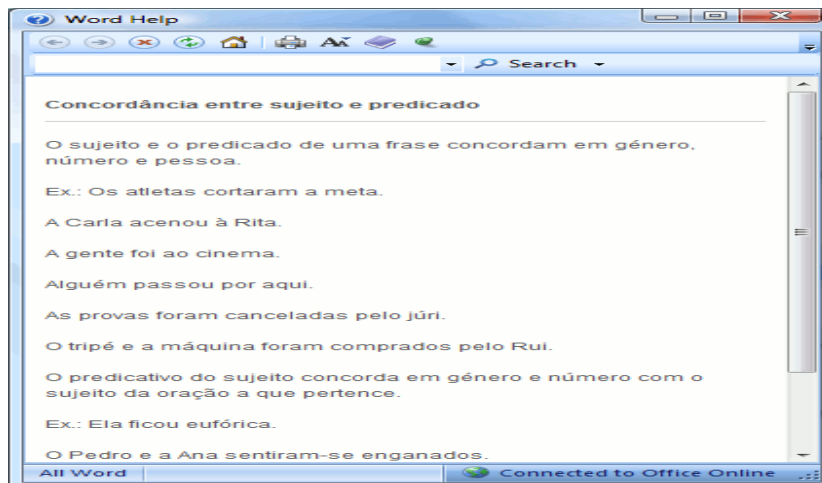 Word Help
Search
Concordância entre sujeito e predicado
O sujeito e o predicado de uma frase concordam em género,
número e pessoa.
Ex.: Os atletas cortaram a meta.
A Carla acenou à Rita.
A gente foi ao cinema.
Alguém passou por aqui.
As provas foram canceladas pelo júri.
O tripé e a máquina foram comprados pelo Rui.
O predicativo do sujeito concorda em género e número com o
sujeito da oração a que pertence.
Ex.: Ela ficou eufórica.
O Pedro e a Ana sentiram-se enganados.
All Word
Connected to Office Online